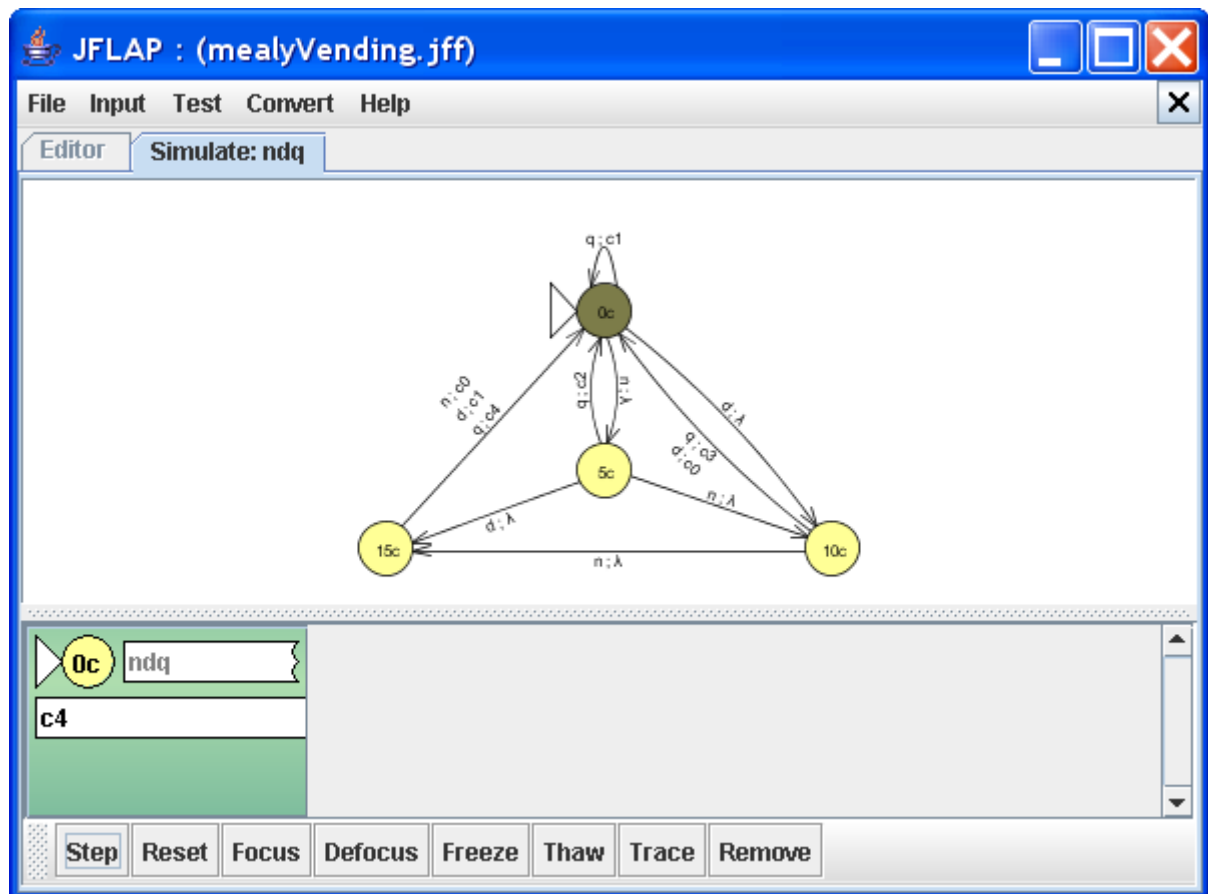 JFLAP : (mealyVending.jff)
File Input Test Convert Help
Editor Simulate: ndq
q ; c1
0c
n ; c0
d ; c1
q ; c4
q ; c2
n ; λ
d ; λ
q ; c3
d ; c0
5c
d ; λ
n ; λ
15c
n ; λ
10c
0c ndq
c4
Step Reset Focus Defocus Freeze Thaw Trace Remove